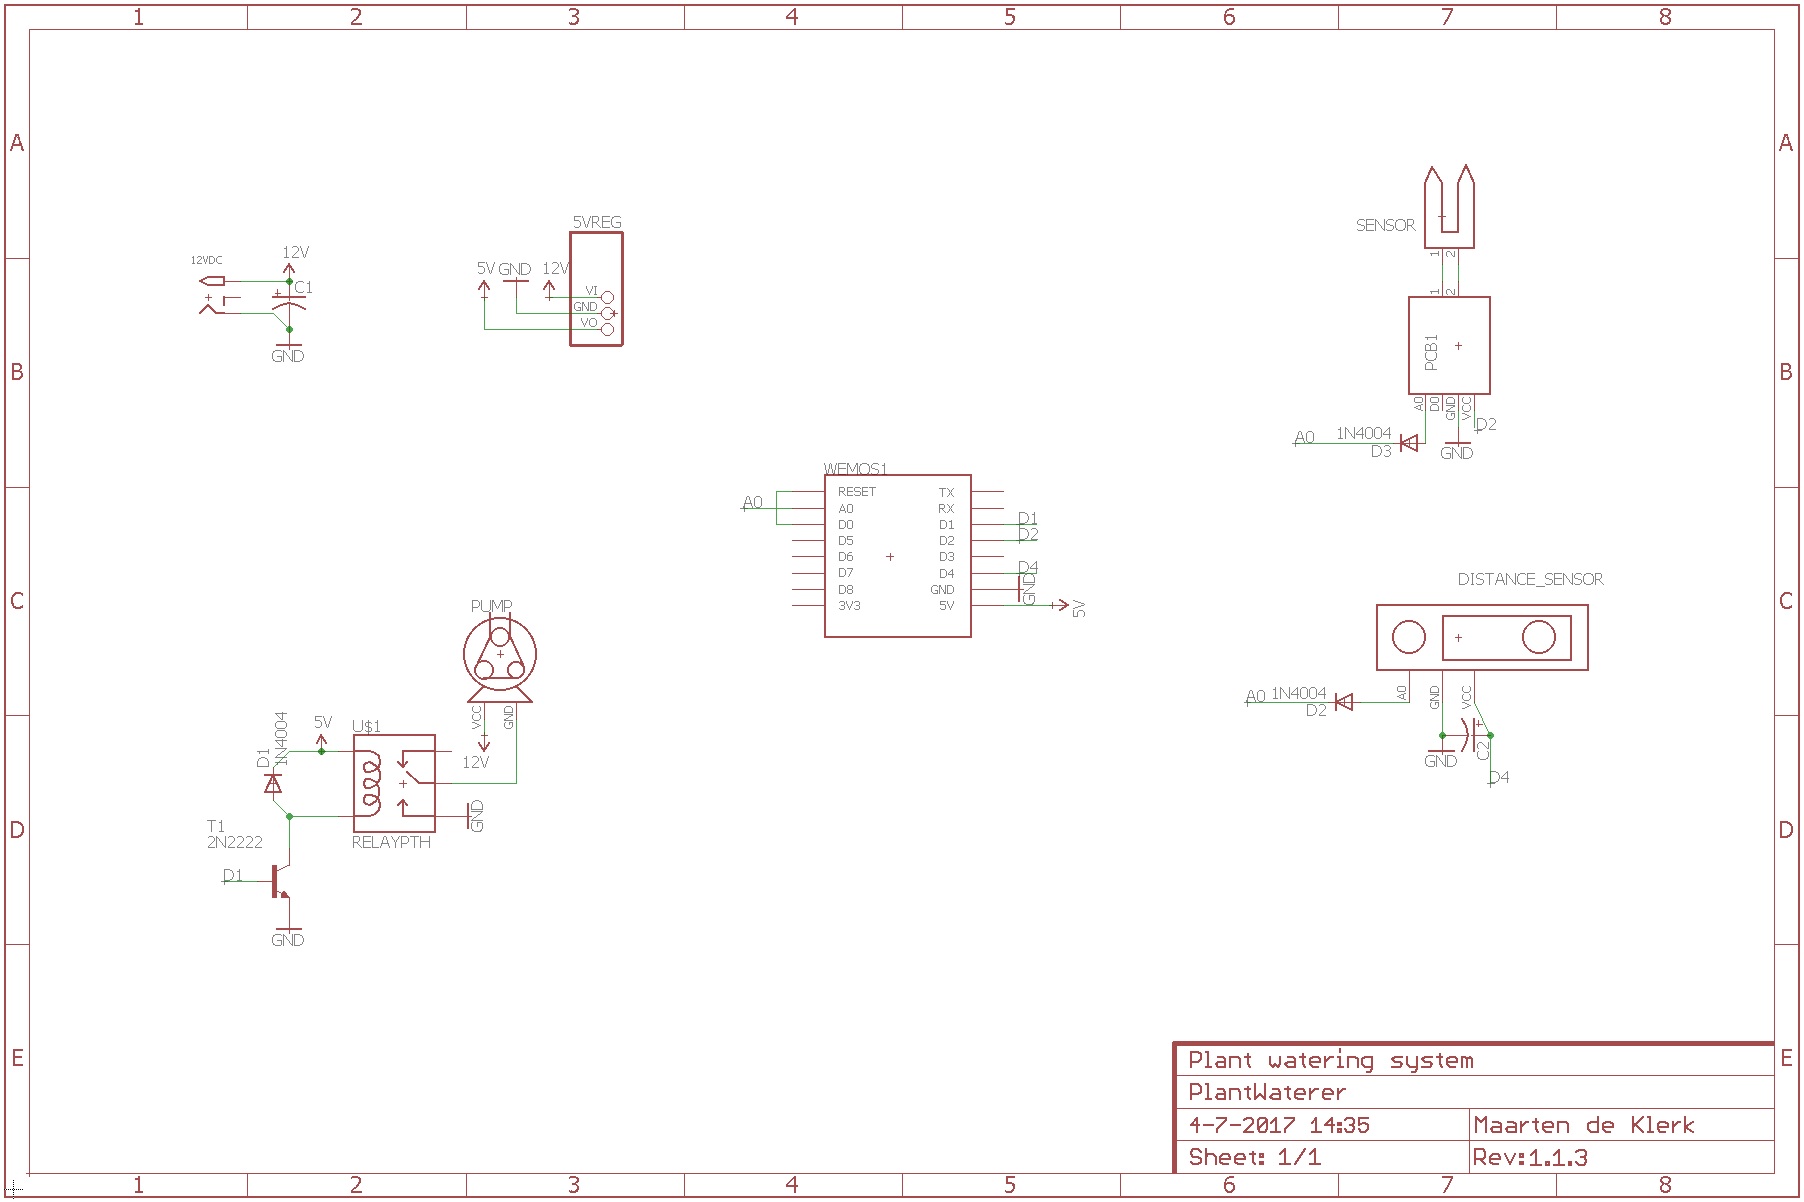 1 2 3 4 5 6 7 8
A A
SENSOR
5VREG
12V
12VDC
5V GND 12V
1 2
C1
VI
GND
VO
1 2
GND
PCB1
B B
A0 D0 GND VCC
D2
A0 1N4004
D3
GND
WEMOS1
RESET TX
A0
A0 RX
D0 D1 D1
D5 D2 D2
D6 D3
D7 D4 D4
D8 GND GND
3V3 5V 5V
DISTANCE_SENSOR
C C
PUMP
A0 GND VCC
A0 1N4004
D2
VCC GND
D1 1N4004
5V
U$1
12V
GND
C2
D4
GND
T1
2N2222
RELAYPTH
D D
D1
GND
E E
Plant watering system
PlantWaterer
4-7-2017 14:35 Maarten de Klerk
Sheet: 1/1 Rev:1.1.3
1 2 3 4 5 6 7 8